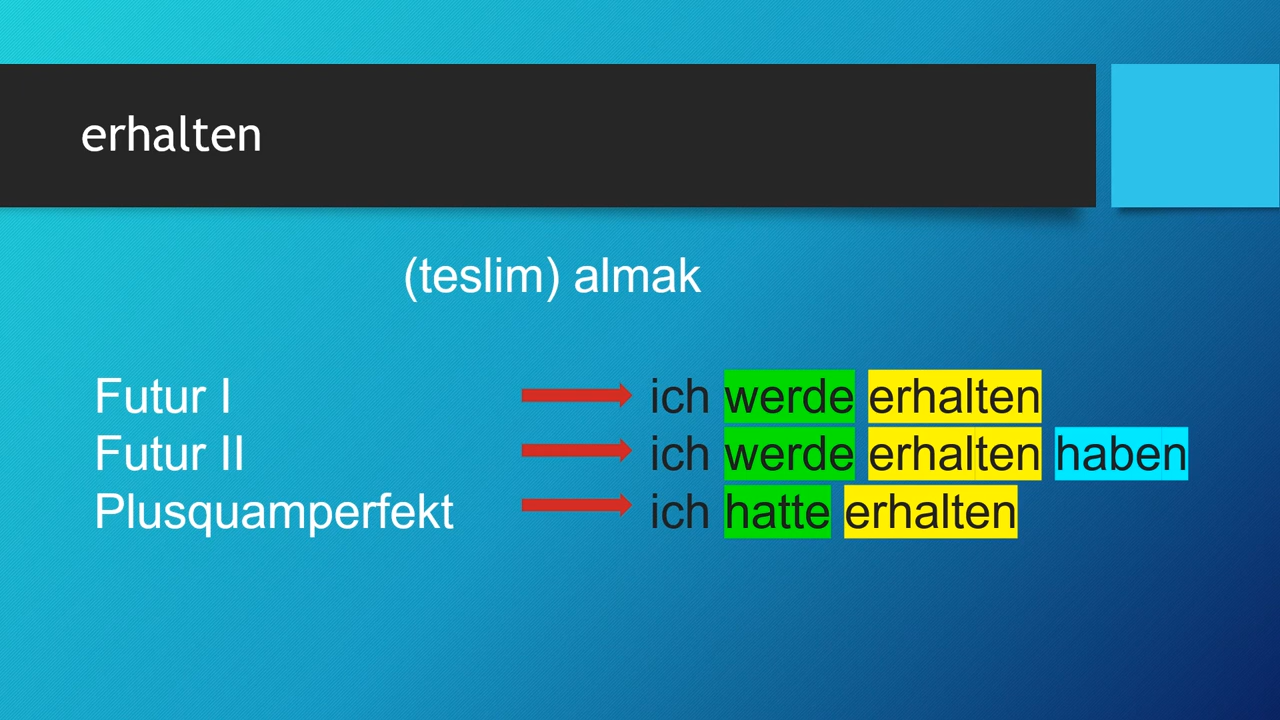 erhalten
(teslim) almak
Futur I ich werde erhalten
Futur II ich werde erhalten haben
Plusquamperfekt ich hatte erhalten